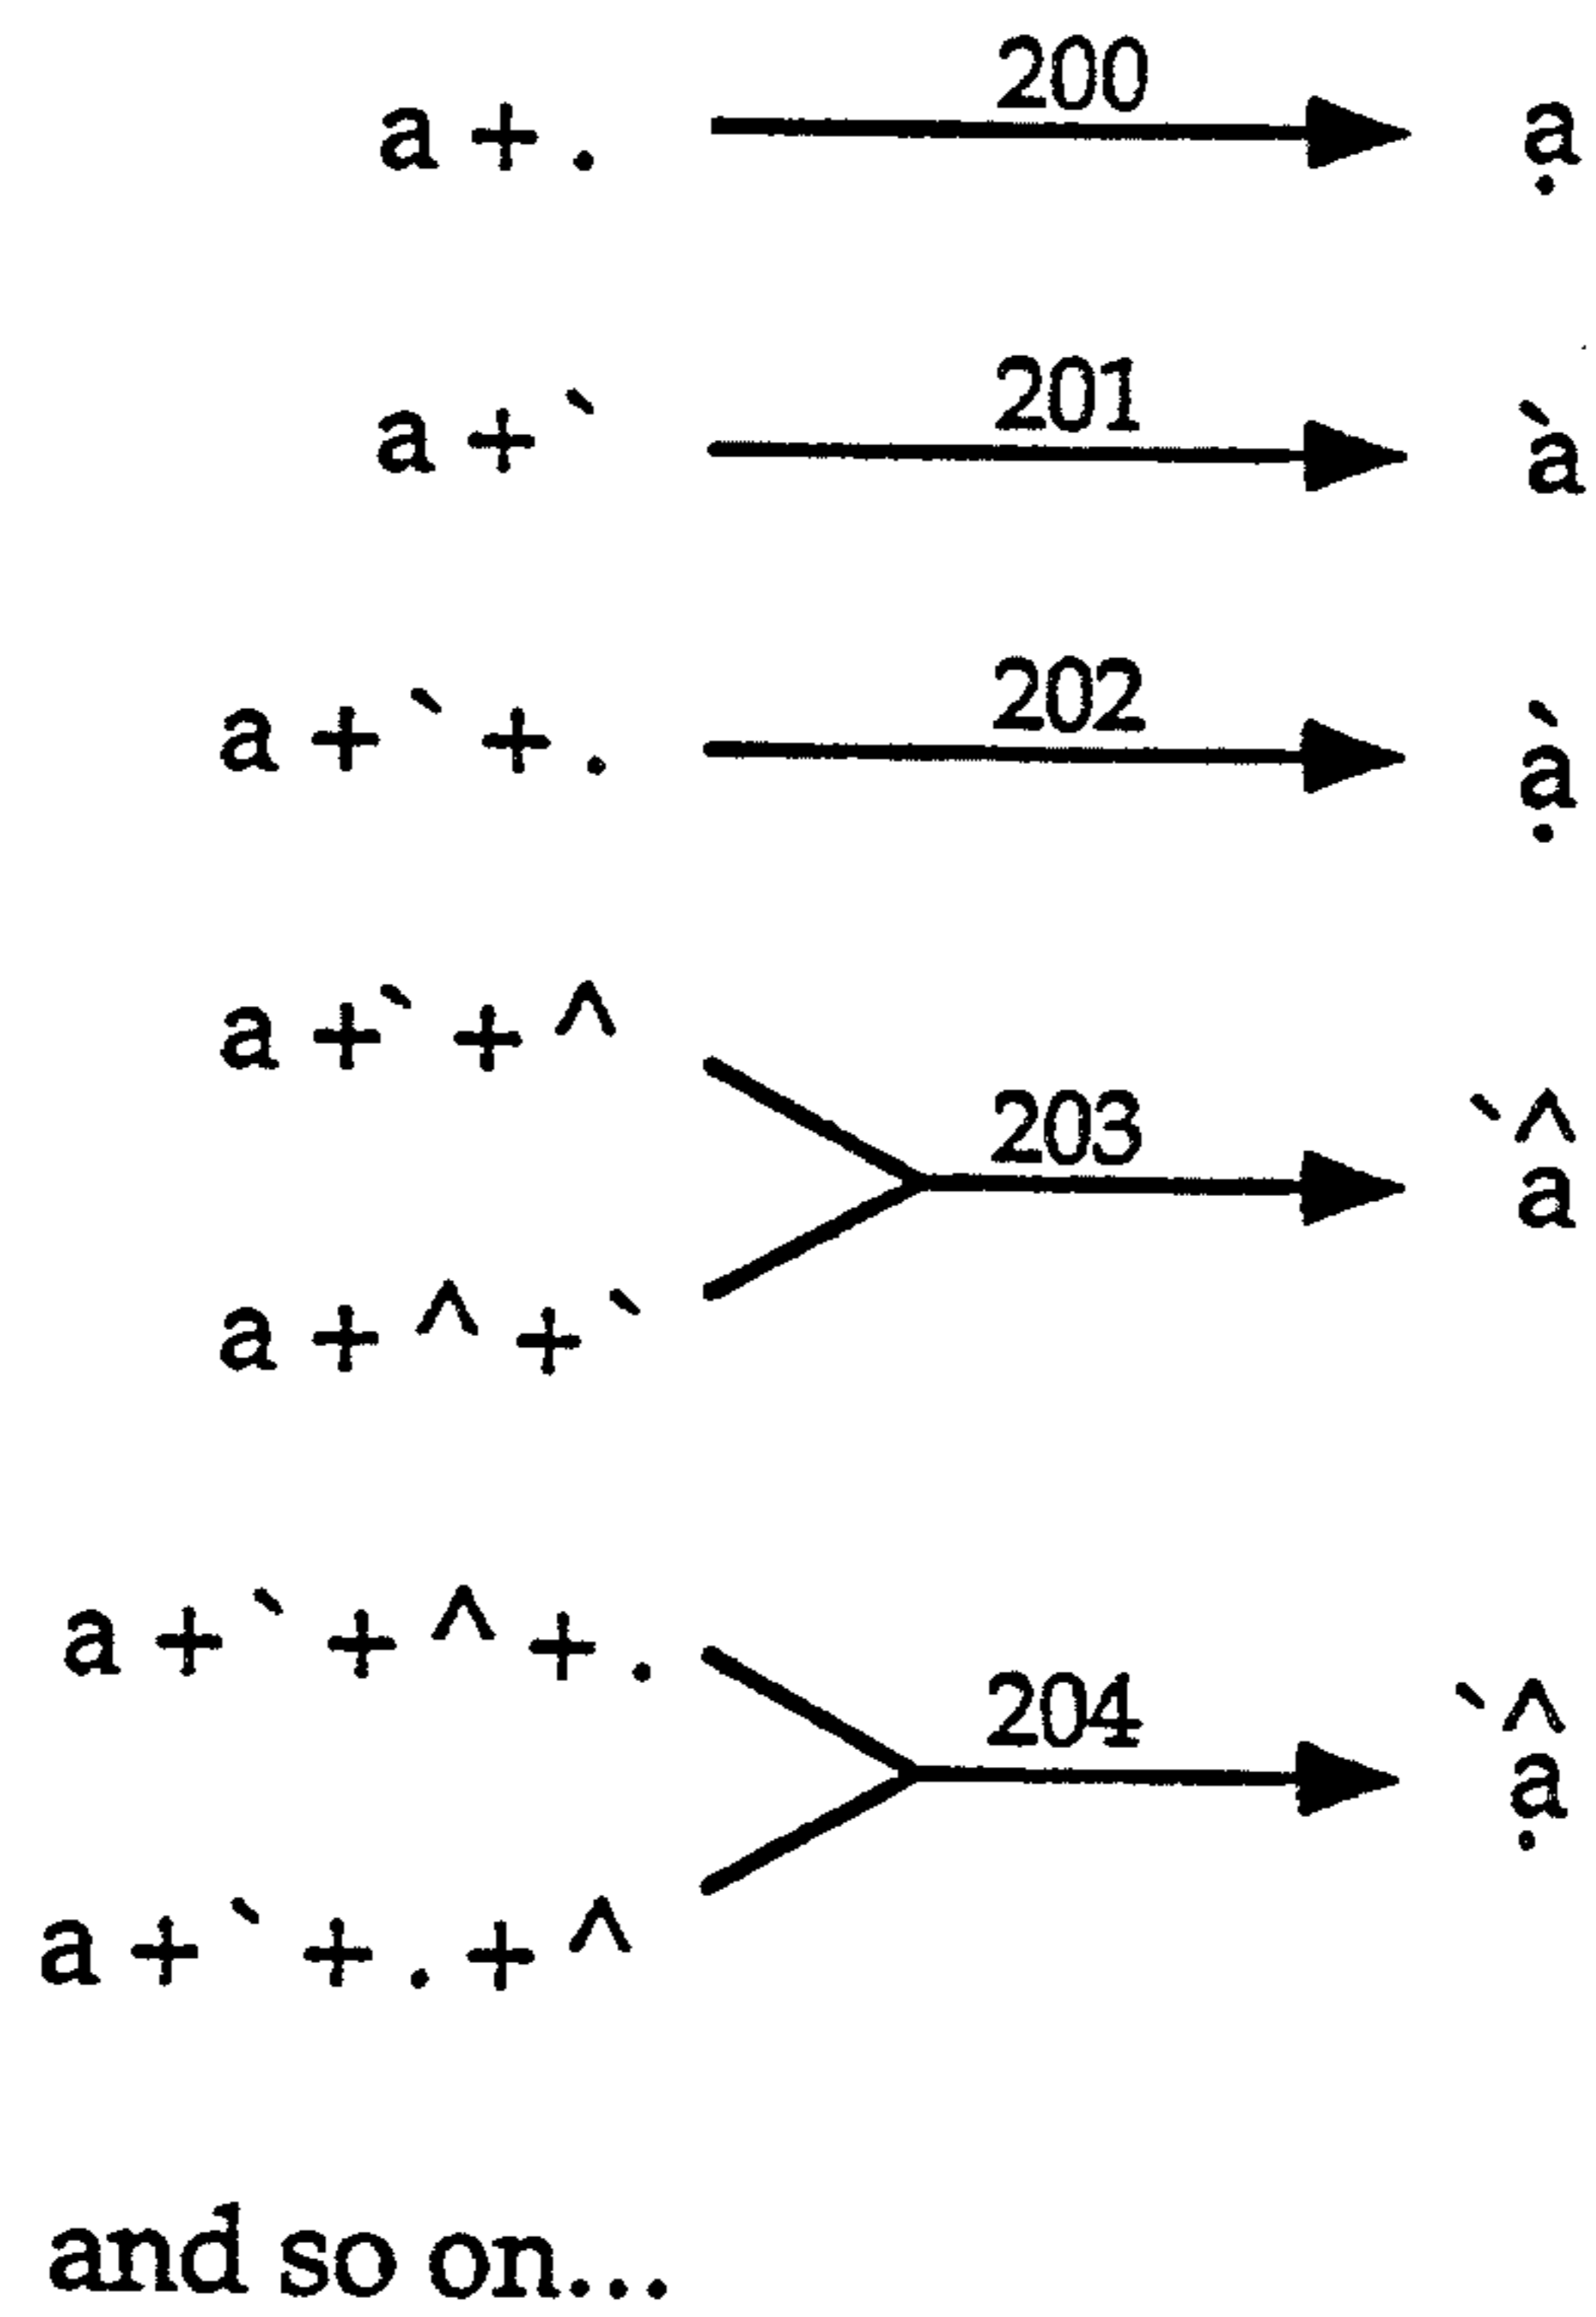 a + . 200 ạ
a + ` 201 à
a + ` + . 202 ạ̀
a + ` + ^
203 `^
a
a + ^ + `
a + ` + ^ + .
204 `^
ạ
a + ` + . + ^
and so on...